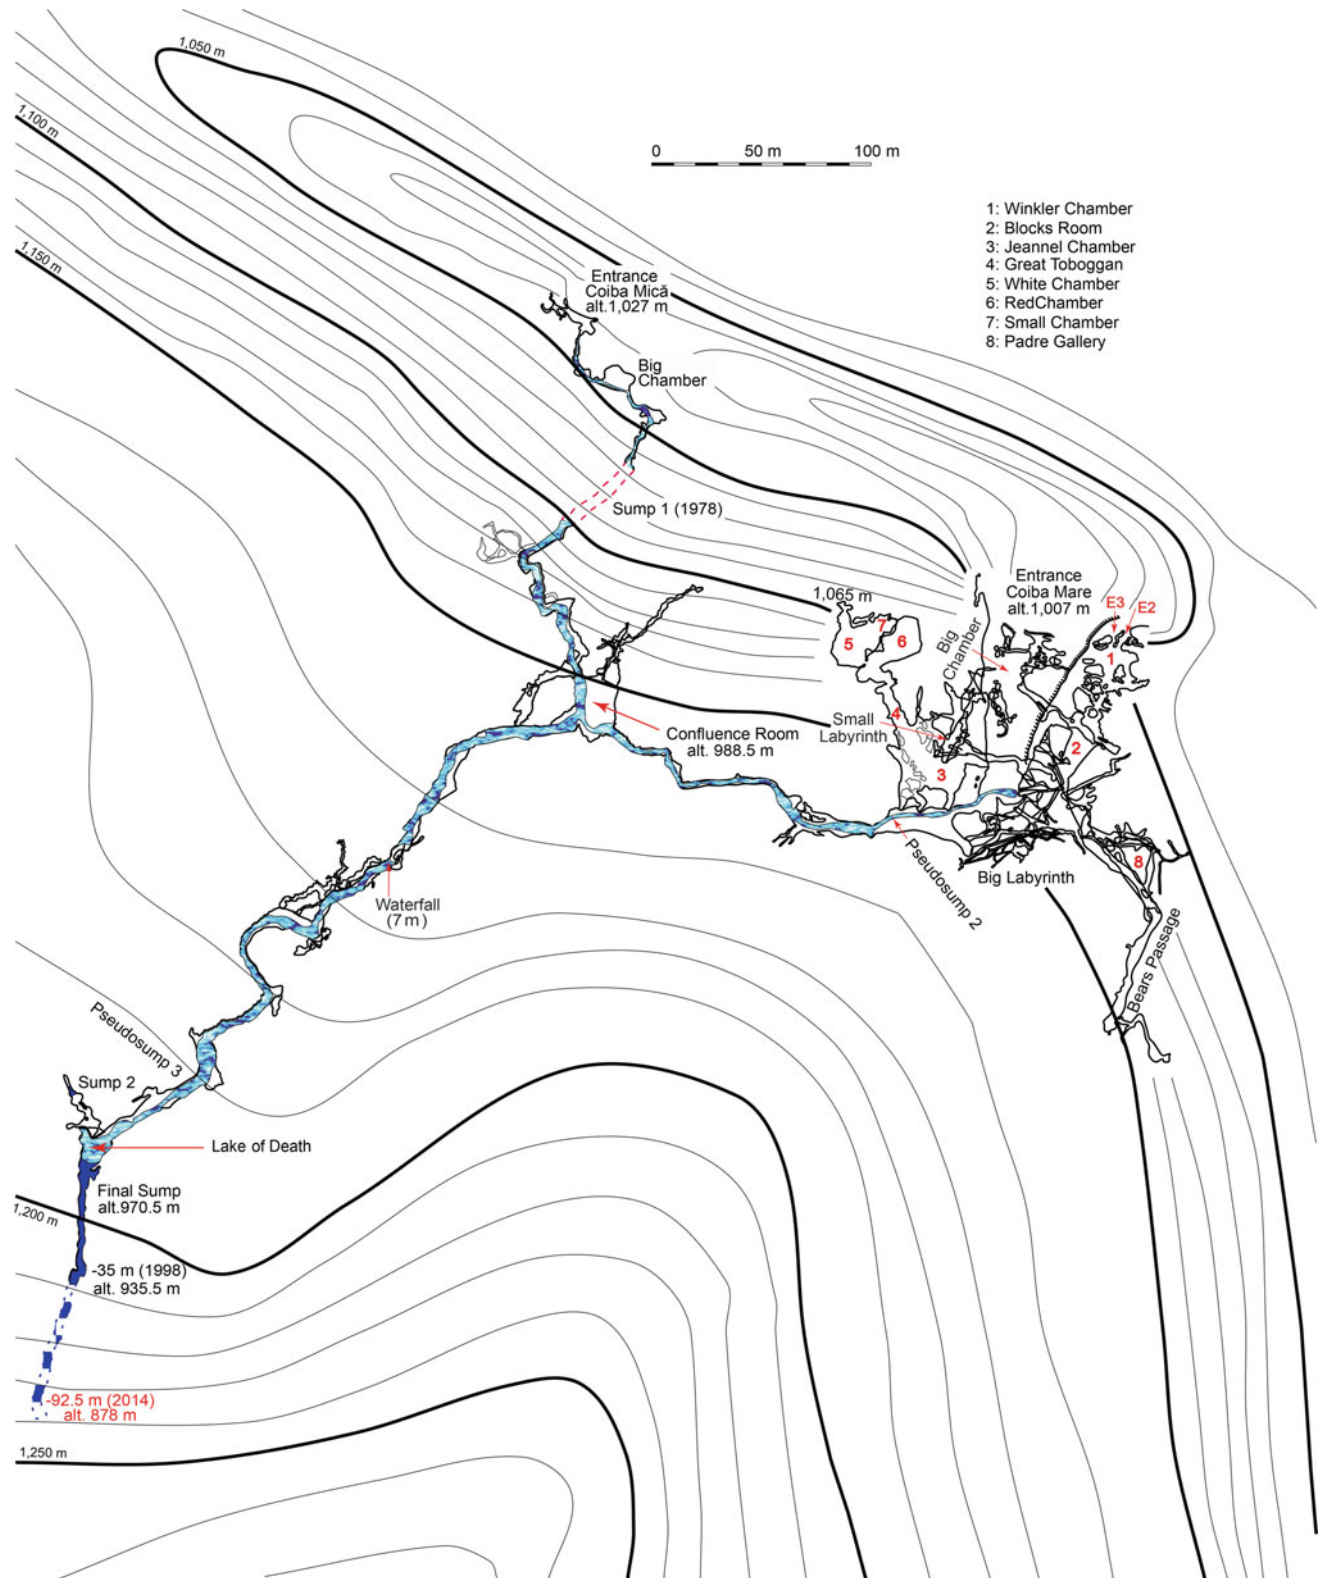 1,050 m
1,100 m
0 50 m 100 m
1: Winkler Chamber
2: Blocks Room
3: Jeannel Chamber
4: Great Toboggan
5: White Chamber
6: RedChamber
7: Small Chamber
8: Padre Gallery
1,150 m
Entrance
Coiba Mică
alt.1,027 m
Big
Chamber
Sump 1 (1978)
1,065 m
Entrance
Coiba Mare
alt.1,007 m
E3
E2
7
5
6
Big
Chamber
1
4
Small
Labyrinth
Confluence Room
alt. 988.5 m
2
3
Pseudosump 2
Big Labyrinth
8
Waterfall
(7 m)
Bears Passage
Pseudosump 3
Sump 2
Lake of Death
Final Sump
alt.970.5 m
1,200 m
-35 m (1998)
alt. 935.5 m
-92.5 m (2014)
alt. 878 m
1,250 m